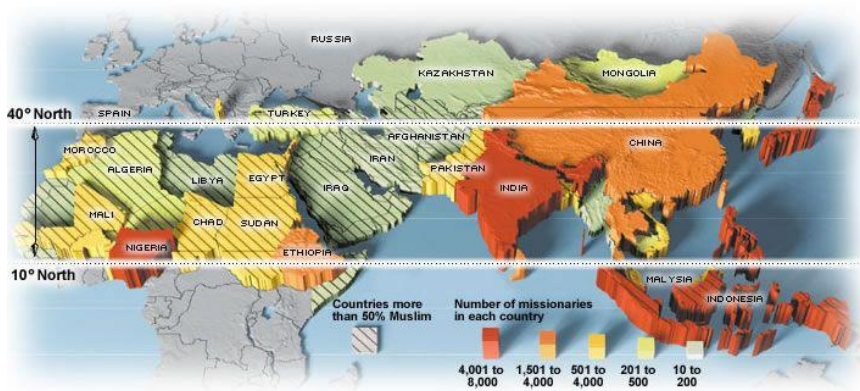 RUSSIA
KAZAKHSTAN
MONGOLIA
40° North
SPAIN
TURKEY
AFGHANISTAN
CHINA
MOROCCO
ALGERIA
LIBYA
EGYPT
IRAQ
IRAN
PAKISTAN
INDIA
MALI
CHAD
SUDAN
NIGERIA
ETHIOPIA
10° North
MALYSIA
INDONESIA
Countries more
than 50% Muslim
Number of missionaries
in each country
4,001 to
8,000
1,501 to
4,000
501 to
4,000
201 to
500
10 to
200